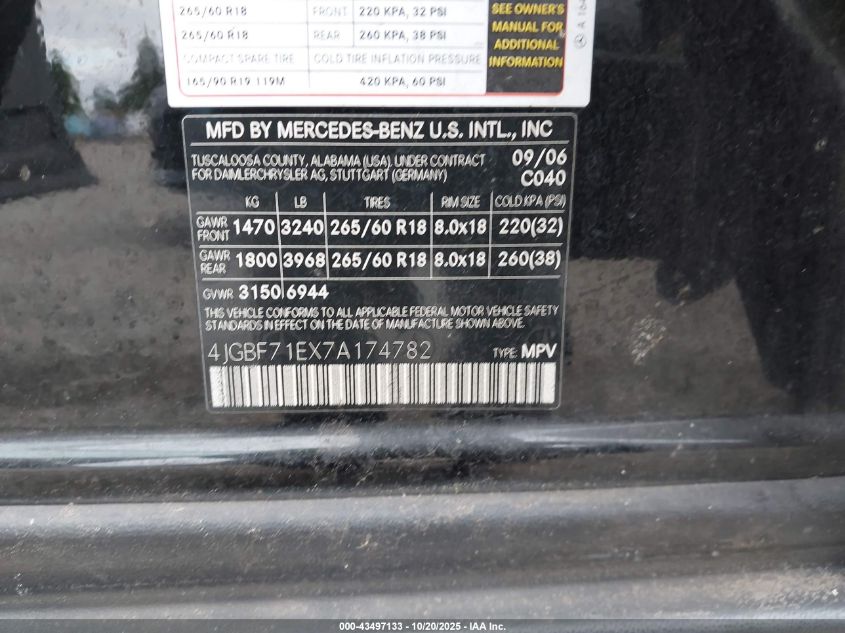 265/60 R18 FRONT 220 KPA, 32 PSI
265/60 R18 REAR 260 KPA, 38 PSI
COMPACT SPARE TIRE COLD TIRE INFLATION PRESSURE
165/90 R19 119M 420 KPA, 60 PSI
SEE OWNER'S
MANUAL FOR
ADDITIONAL
INFORMATION
MFD BY MERCEDES-BENZ U.S. INTL., INC
TUSCALOOSA COUNTY, ALABAMA (USA). UNDER CONTRACT 09/06
FOR DAIMLERCHRYSLER AG, STUTTGART (GERMANY) C040
KG LB TIRES RIM SIZE COLD KPA (PSI)
GAWR FRONT 1470 3240 265/60 R18 8.0x18 220(32)
GAWR REAR 1800 3968 265/60 R18 8.0x18 260(38)
GVWR 3150 6944
THIS VEHICLE CONFORMS TO ALL APPLICABLE FEDERAL MOTOR VEHICLE SAFETY
STANDARDS IN EFFECT ON THE DATE OF MANUFACTURE SHOWN ABOVE.
4JGBF71EX7A174782 TYPE: MPV
000-43497133 - 10/20/2025 - IAA Inc.